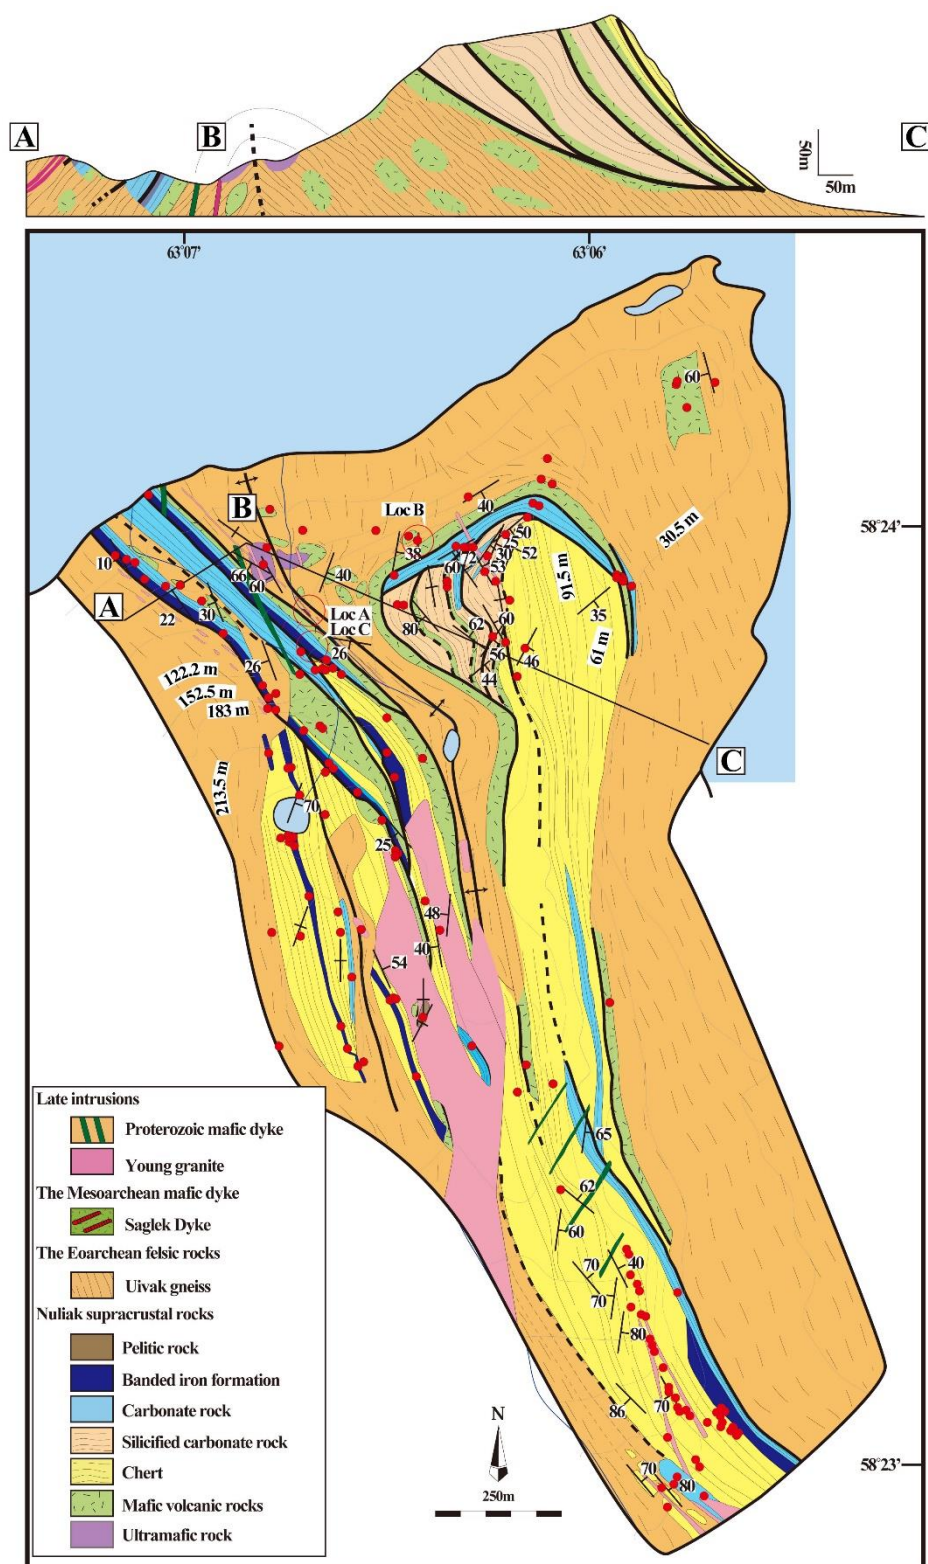 A
B
C
50m
50m
63°07'
63°06'
60
40
B
Loc B
50
25
52
30
53
72
60
38
58°24'
30.5 m
10
66
60
40
91.5 m
35
A
22
30
80
62
60
Loc A
Loc C
26
56
46
61 m
44
26
122.2 m
152.5 m
183 m
C
213.5 m
70
25
48
40
54
Late intrusions
Proterozoic mafic dyke
Young granite
The Mesoarchean mafic dyke
Saglek Dyke
The Eoarchean felsic rocks
Uivak gneiss
Nuliak supracrustal rocks
Pelitic rock
Banded iron formation
Carbonate rock
Silicified carbonate rock
Chert
Mafic volcanic rocks
Ultramafic rock
65
62
60
70
40
70
80
86
70
N
250m
58°23'
70
80